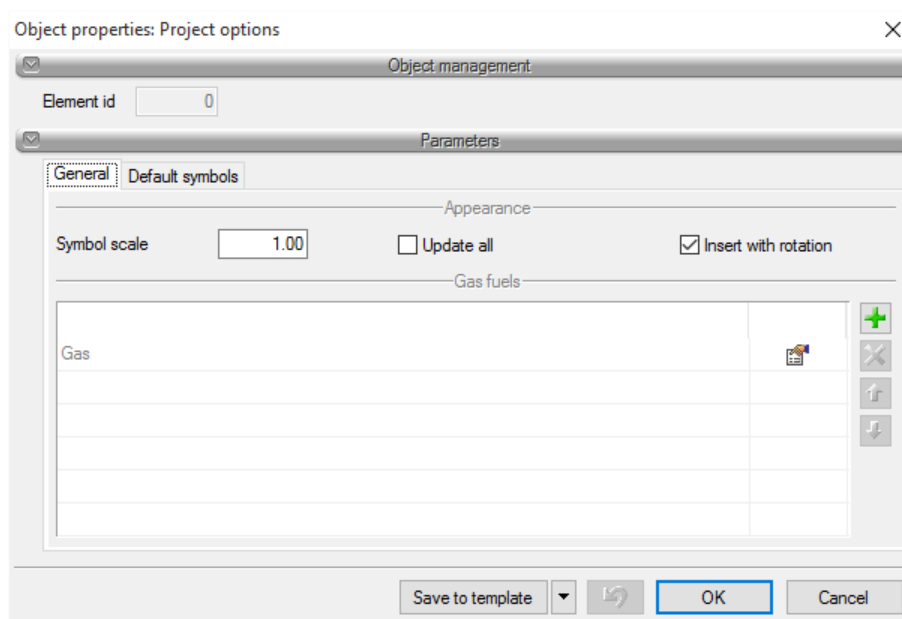 Object properties: Project options
Object management
Element id 0
Parameters
General Default symbols
Appearance
Symbol scale 1.00 Update all Insert with rotation
Gas fuels
Gas
Save to template OK Cancel